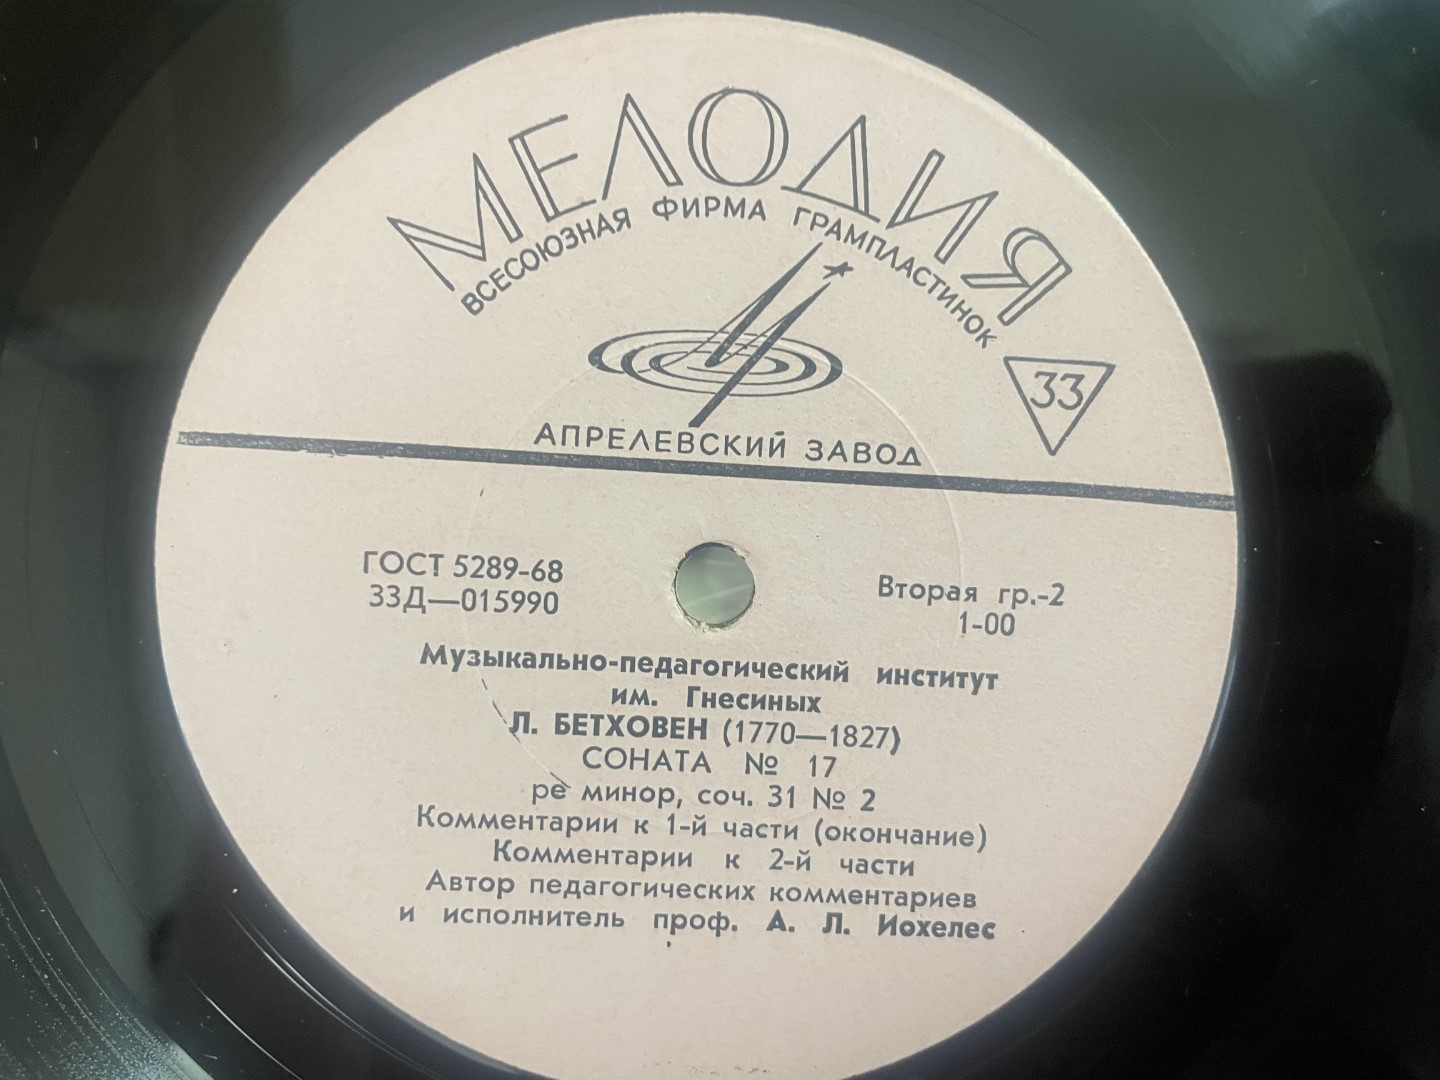 МЕЛОДИЯ
ВСЕСОЮЗНАЯ ФИРМА ГРАМПЛАСТИНОК
33
АПРЕЛЕВСКИЙ ЗАВОД
ГОСТ 5289-68
33Д—015990
Вторая гр.-2
1-00
Музыкально-педагогический институт
им. Гнесиных
Л. БЕТХОВЕН (1770—1827)
СОНАТА № 17
ре минор, соч. 31 № 2
Комментарии к 1-й части (окончание)
Комментарии к 2-й части
Автор педагогических комментариев
и исполнитель проф. А. Л. Иохелес